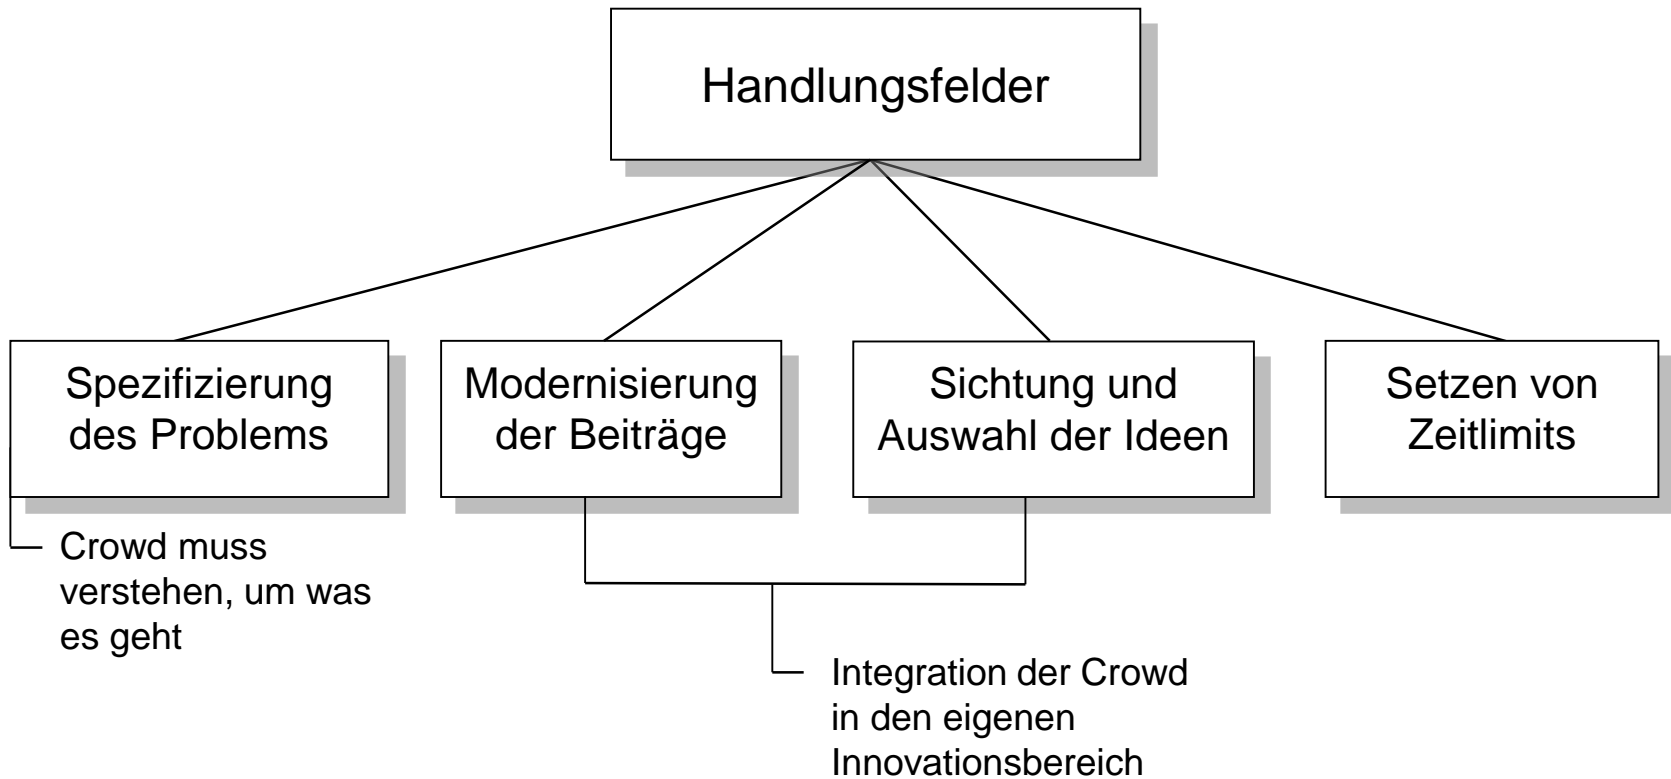 Handlungsfelder
Spezifizierung
des Problems
Modernisierung
der Beiträge
Sichtung und
Auswahl der Ideen
Setzen von
Zeitlimits
Crowd muss
verstehen, um was
es geht
Integration der Crowd
in den eigenen
Innovationsbereich